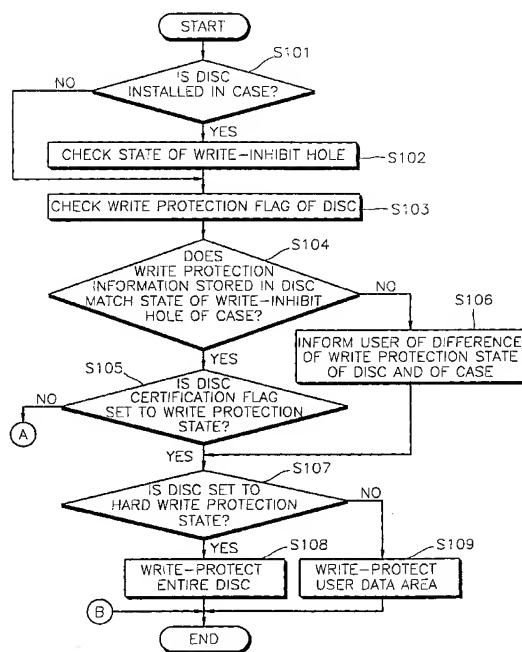 START
S101
NO
IS DISC
INSTALLED IN CASE?
YES
CHECK STATE OF WRITE-INHIBIT HOLE
S102
CHECK WRITE PROTECTION FLAG OF DISC
S103
S104
DOES
WRITE PROTECTION
INFORMATION STORED IN DISC
MATCH STATE OF WRITE-INHIBIT
HOLE OF CASE?
NO
S106
YES
INFORM USER OF DIFFERENCE
OF WRITE PROTECTION STATE
OF DISC AND OF CASE
S105
IS DISC
CERTIFICATION FLAG
SET TO WRITE PROTECTION
STATE?
NO
A
YES
S107
IS DISC SET TO
HARD WRITE PROTECTION
STATE?
NO
YES
S108
S109
WRITE-PROTECT
ENTIRE DISC
WRITE-PROTECT
USER DATA AREA
B
END